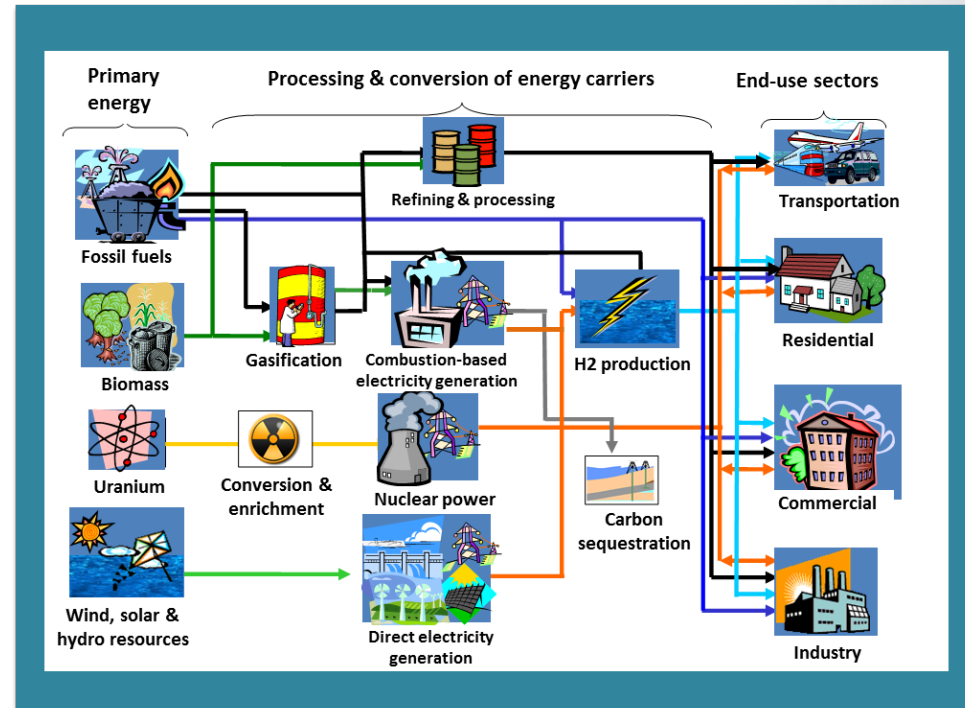 Primary
energy
Processing & conversion of energy carriers
End-use sectors
Refining & processing
Transportation
Fossil fuels
Gasification
Combustion-based
electricity generation
H2 production
Residential
Biomass
Uranium
Conversion &
enrichment
Nuclear power
Carbon
sequestration
Commercial
Wind, solar &
hydro resources
Direct electricity
generation
Industry